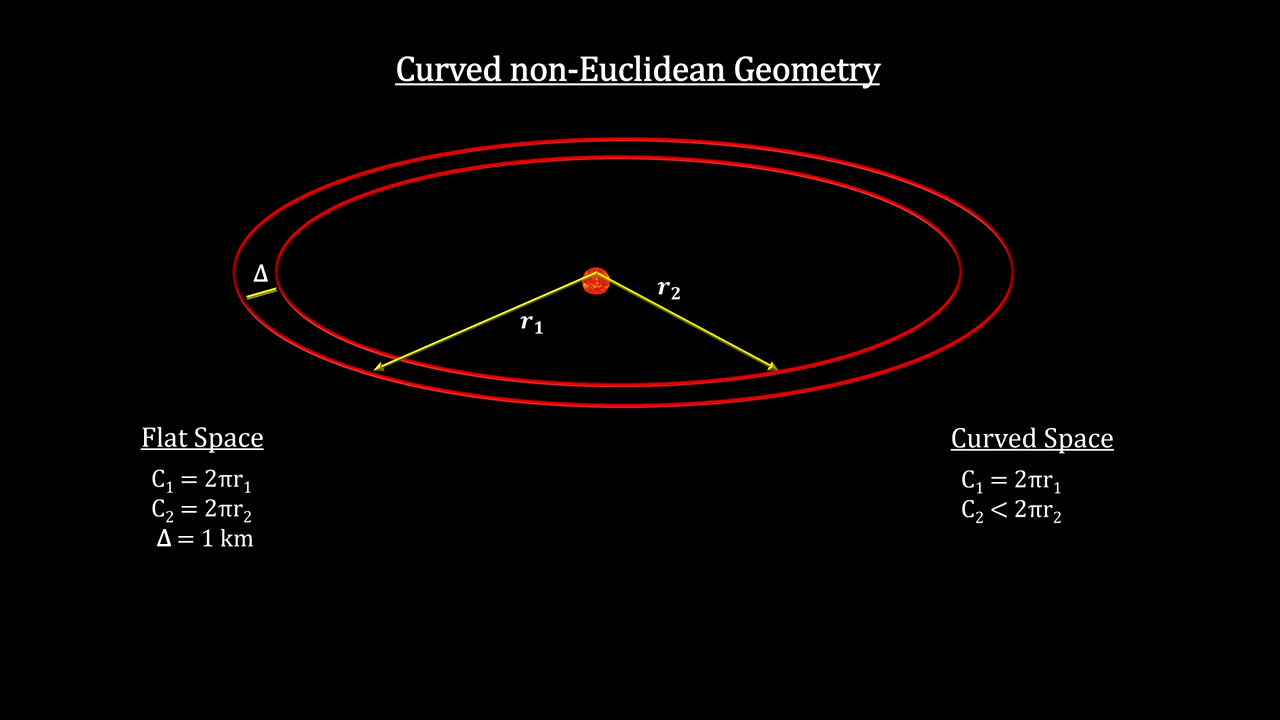 Curved non-Euclidean Geometry
Δ
r₂
r₁
Flat Space
C₁ = 2πr₁
C₂ = 2πr₂
Δ = 1 km
Curved Space
C₁ = 2πr₁
C₂ < 2πr₂